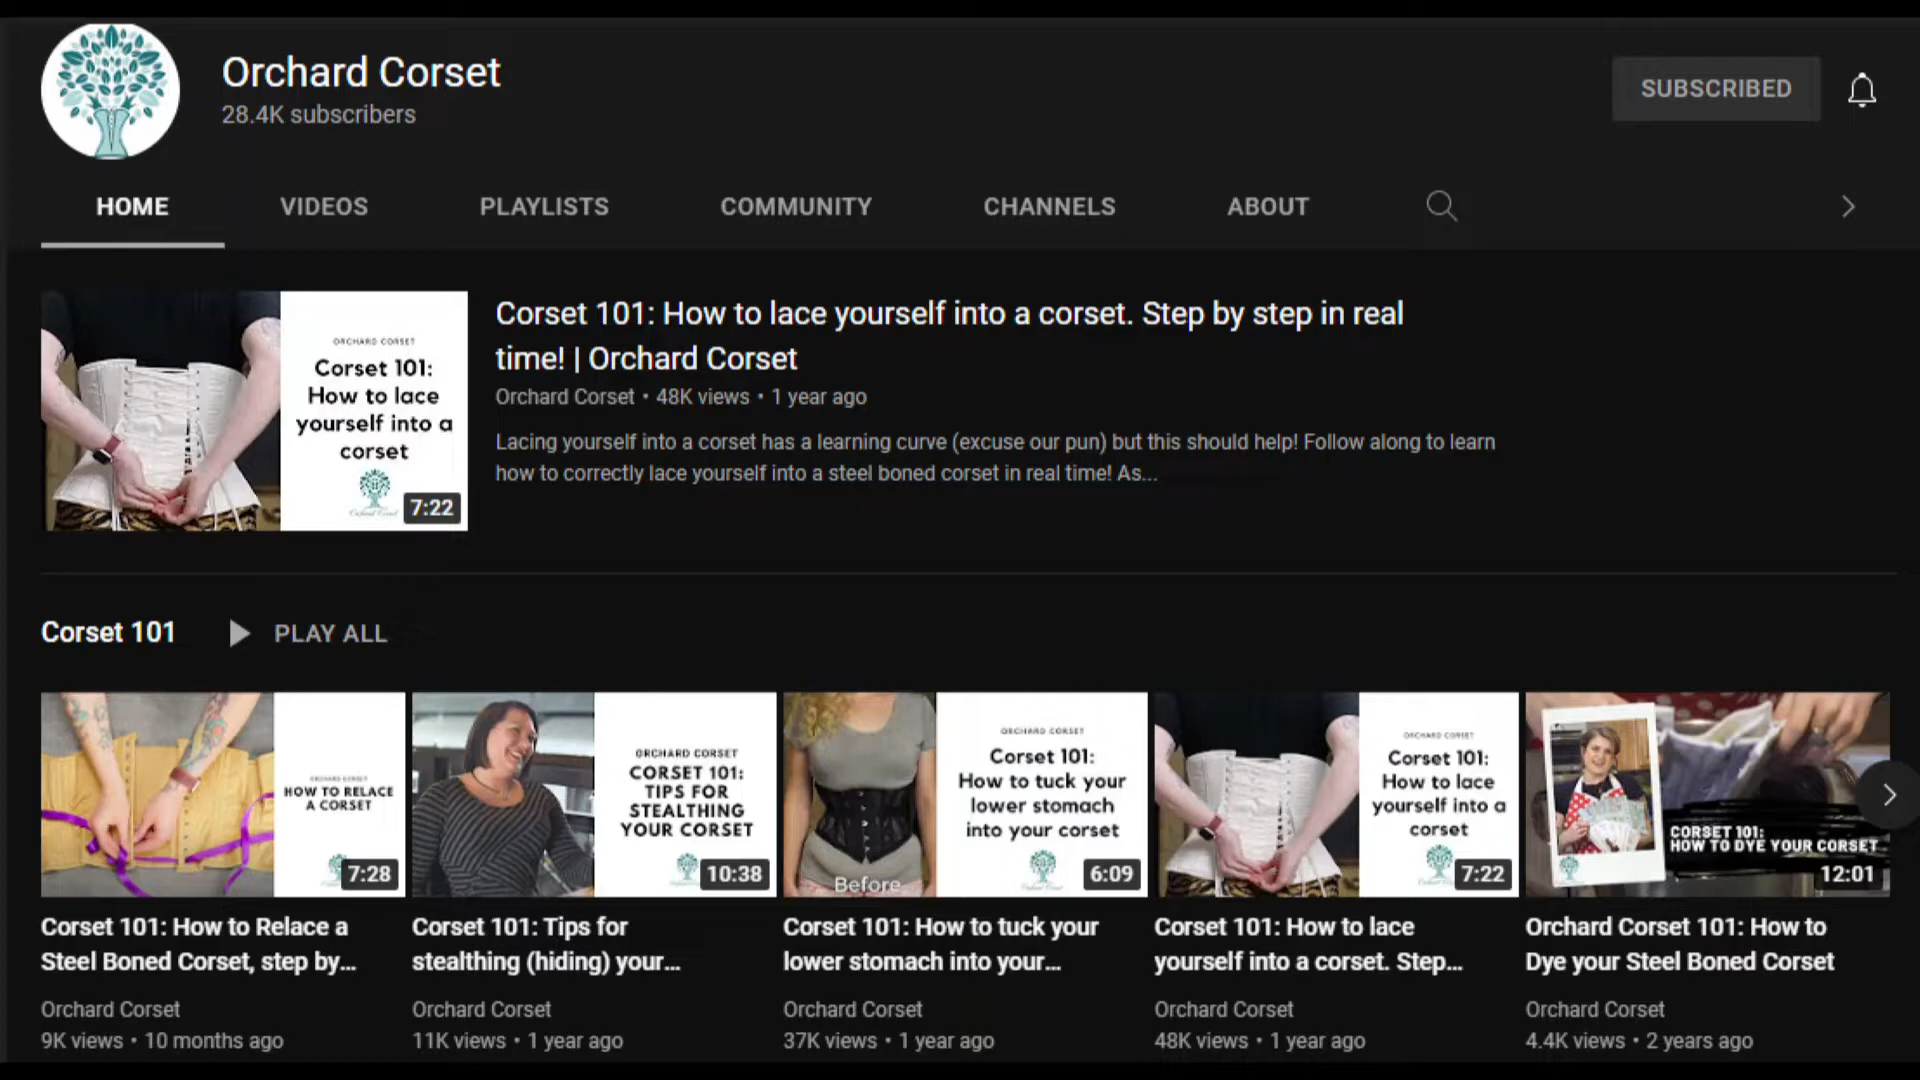 Orchard Corset
28.4K subscribers
SUBSCRIBED
HOME
VIDEOS
PLAYLISTS
COMMUNITY
CHANNELS
ABOUT
ORCHARD CORSET
Corset 101:
How to lace
yourself into a
corset
7:22
Corset 101: How to lace yourself into a corset. Step by step in real
time! | Orchard Corset
Orchard Corset • 48K views • 1 year ago
Lacing yourself into a corset has a learning curve (excuse our pun) but this should help! Follow along to learn
how to correctly lace yourself into a steel boned corset in real time! As...
Corset 101
PLAY ALL
ORCHARD CORSET
HOW TO RELACE
A CORSET
7:28
ORCHARD CORSET
CORSET 101:
TIPS FOR
STEALTHING
YOUR CORSET
10:38
Before
ORCHARD CORSET
Corset 101:
How to tuck your
lower stomach
into your corset
6:09
ORCHARD CORSET
Corset 101:
How to lace
yourself into a
corset
7:22
CORSET 101:
HOW TO DYE YOUR CORSET
12:01
Corset 101: How to Relace a
Steel Boned Corset, step by...
Orchard Corset
9K views • 10 months ago
Corset 101: Tips for
stealthing (hiding) your...
Orchard Corset
11K views • 1 year ago
Corset 101: How to tuck your
lower stomach into your...
Orchard Corset
37K views • 1 year ago
Corset 101: How to lace
yourself into a corset. Step...
Orchard Corset
48K views • 1 year ago
Orchard Corset 101: How to
Dye your Steel Boned Corset
Orchard Corset
4.4K views • 2 years ago